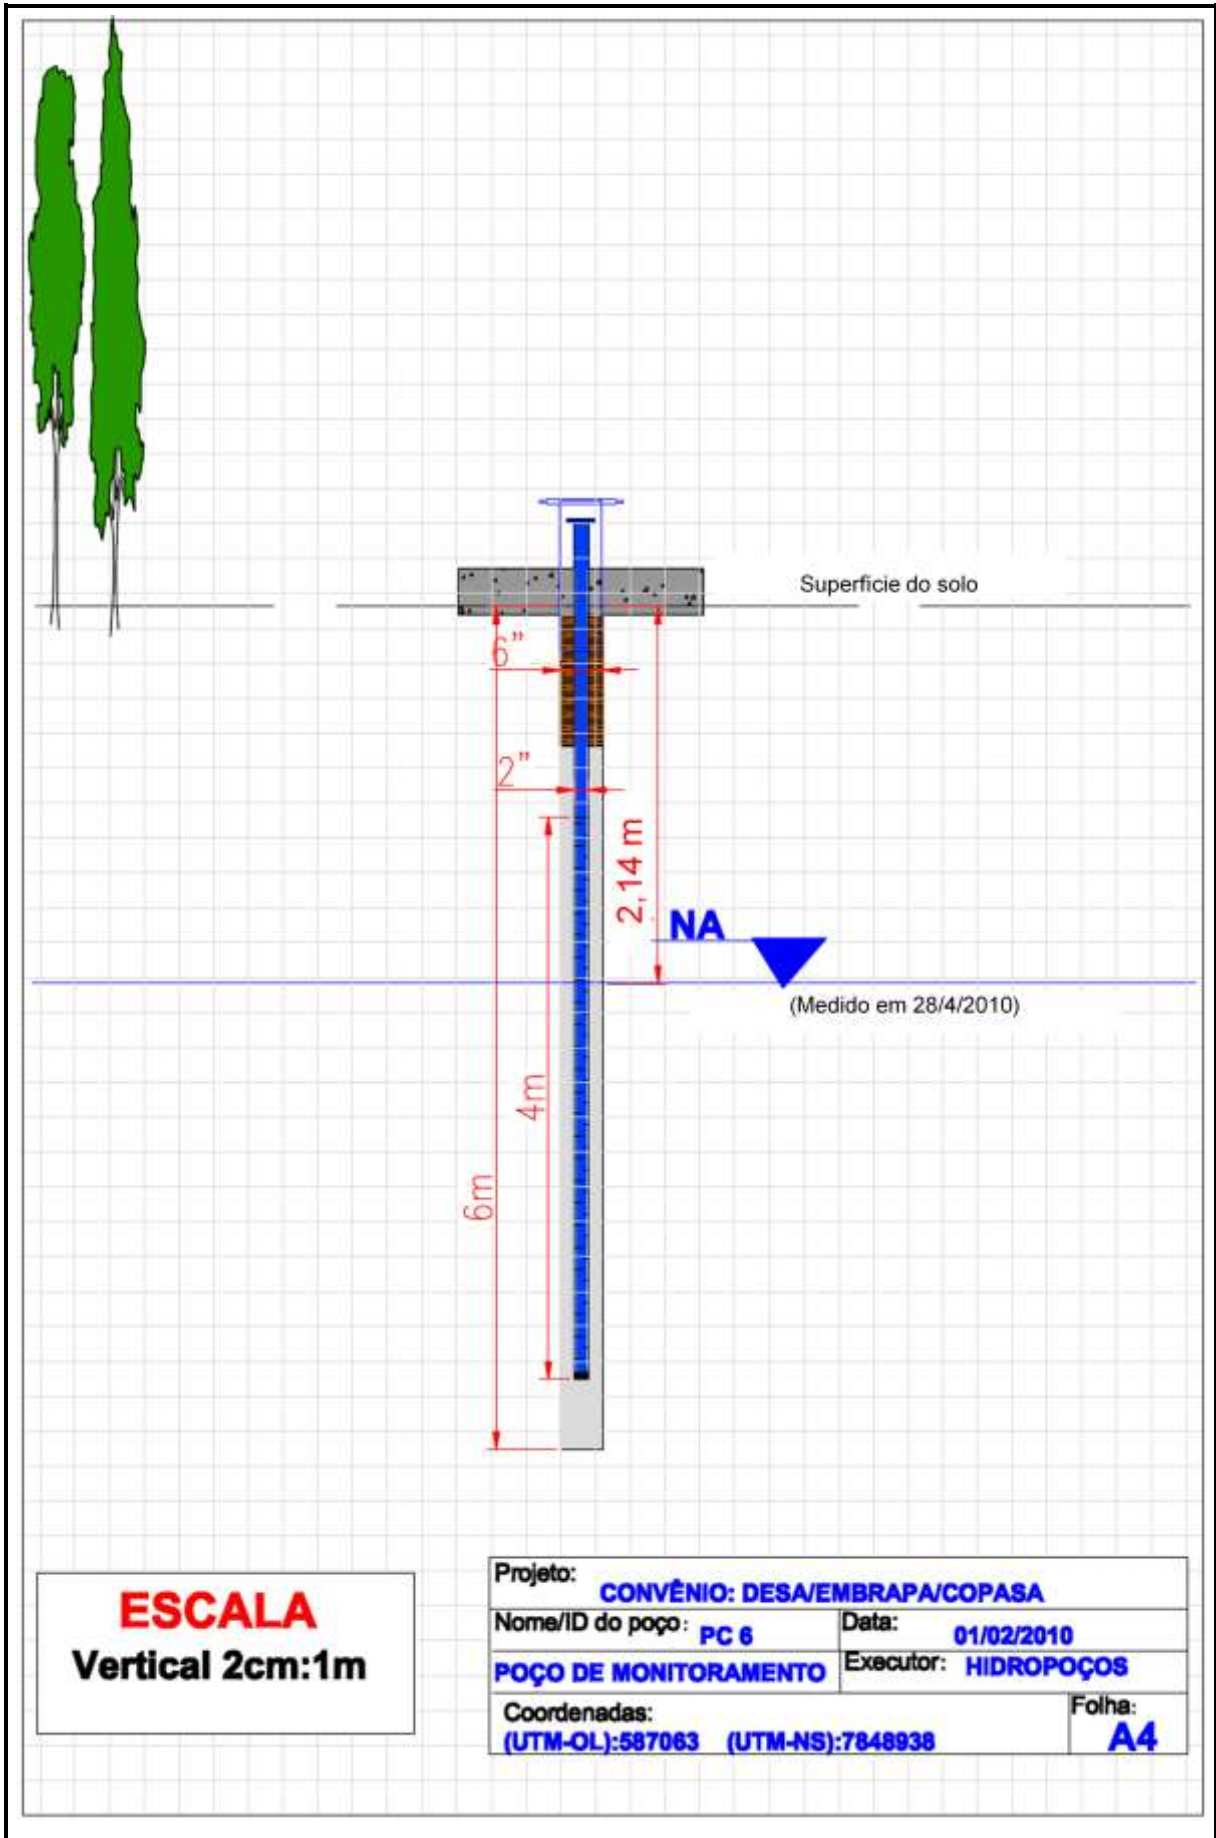 Superficie do solo
6"
2"
2,14 m
NA
(Medido em 28/4/2010)
4m
6m
ESCALA
Vertical 2cm:1m
Projeto:
CONVÊNIO: DESA/EMBRAPA/COPASA
Nome/ID do poço: PC 6
Data: 01/02/2010
POÇO DE MONITORAMENTO
Executor: HIDROPOÇOS
Coordenadas:
(UTM-OL):587063 (UTM-NS):7848938
Folha:
A4